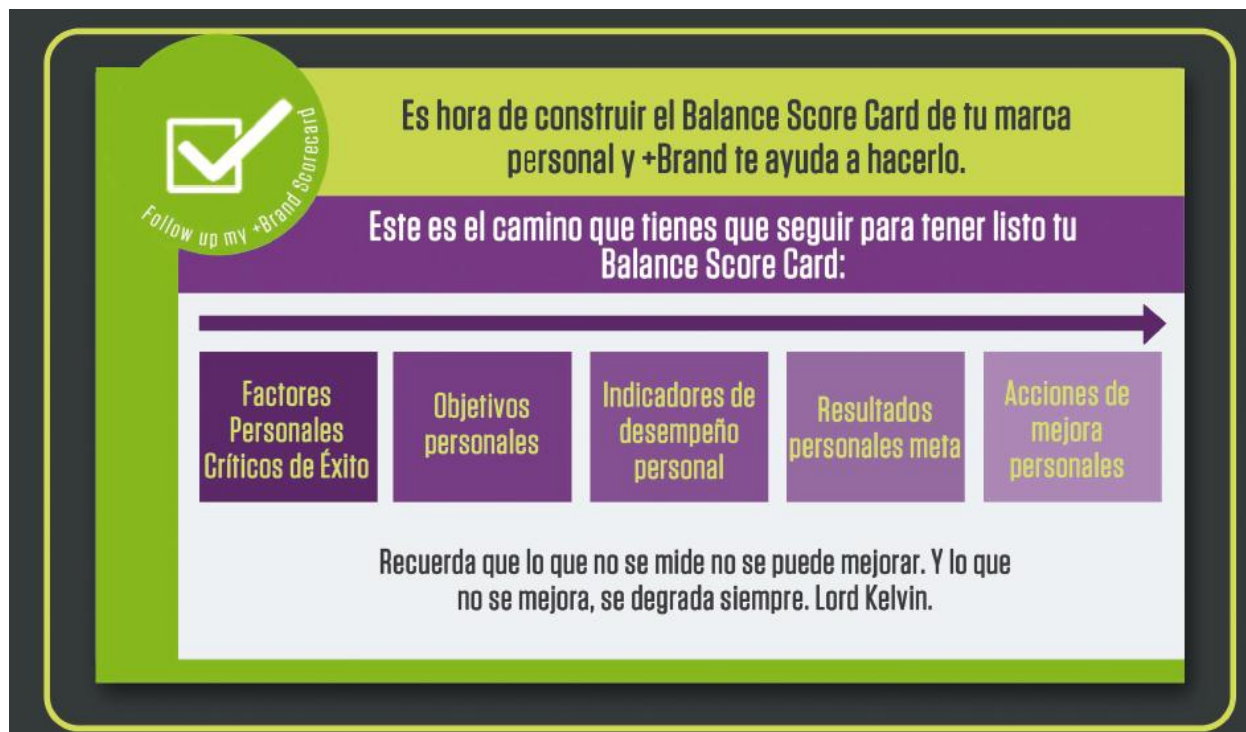 Es hora de construir el Balance Score Card de tu marca
personal y +Brand te ayuda a hacerlo.
Follow up my +Brand Scorecard
Este es el camino que tienes que seguir para tener listo tu
Balance Score Card:
Factores
Personales
Críticos de Éxito
Objetivos
personales
Indicadores de
desempeño
personal
Resultados
personales meta
Acciones de
mejora
personales
Recuerda que lo que no se mide no se puede mejorar. Y lo que
no se mejora, se degrada siempre. Lord Kelvin.